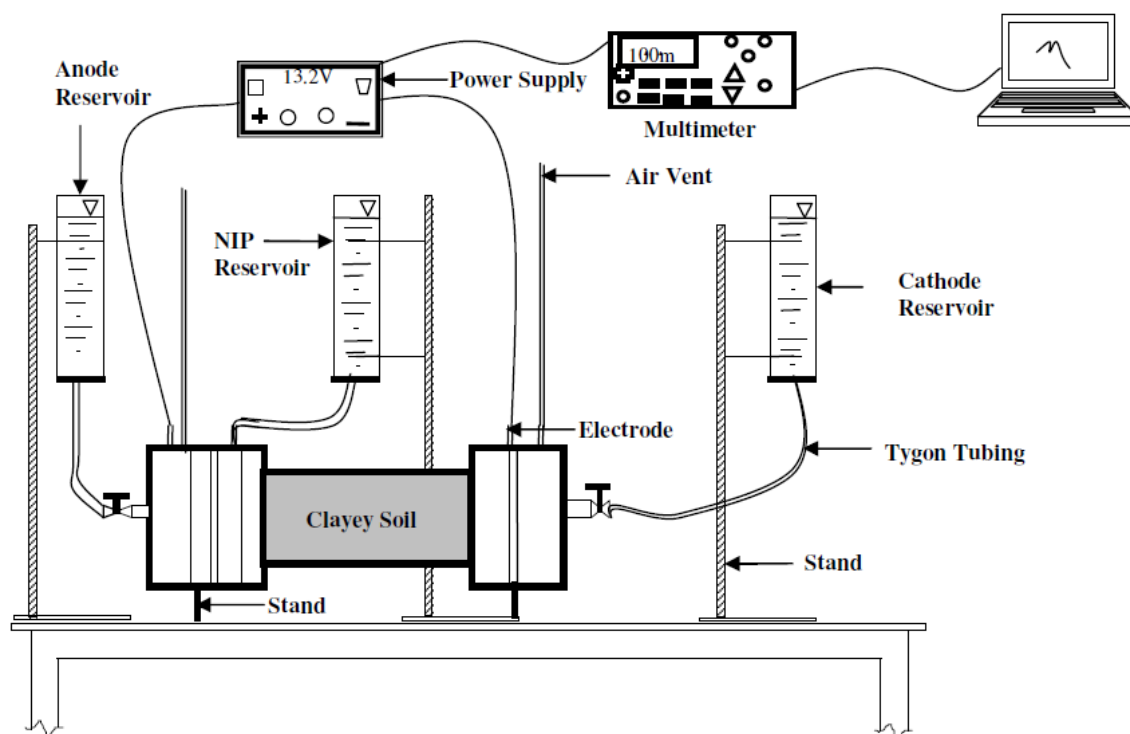 Anode
Reservoir
13.2V
Power Supply
100m
Multimeter
Air Vent
NIP
Reservoir
Cathode
Reservoir
Electrode
Tygon Tubing
Clayey Soil
Stand
Stand